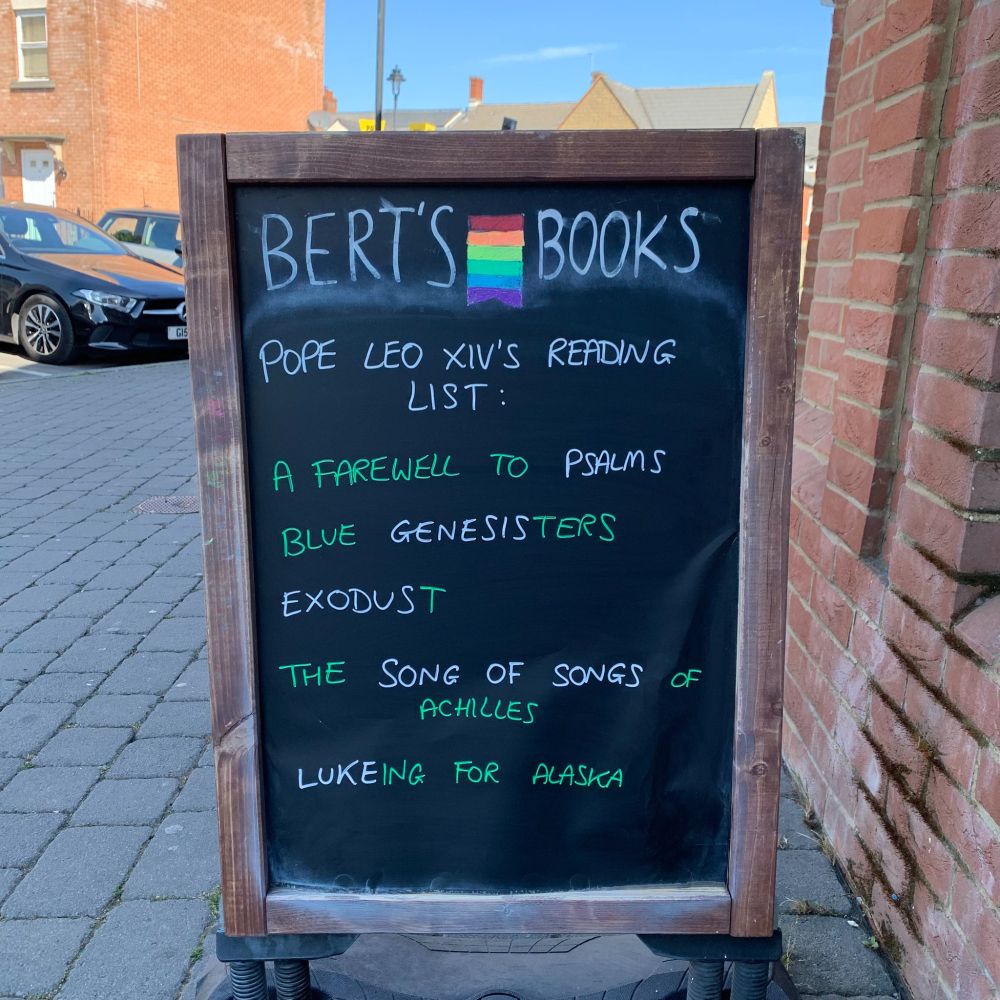 BERT'S BOOKS
POPE LEO XIV'S READING
LIST:
A FAREWELL TO PSALMS
BLUE GENESISTERS
EXODUST
THE SONG OF SONGS OF
ACHILLES
LUKEING FOR ALASKA